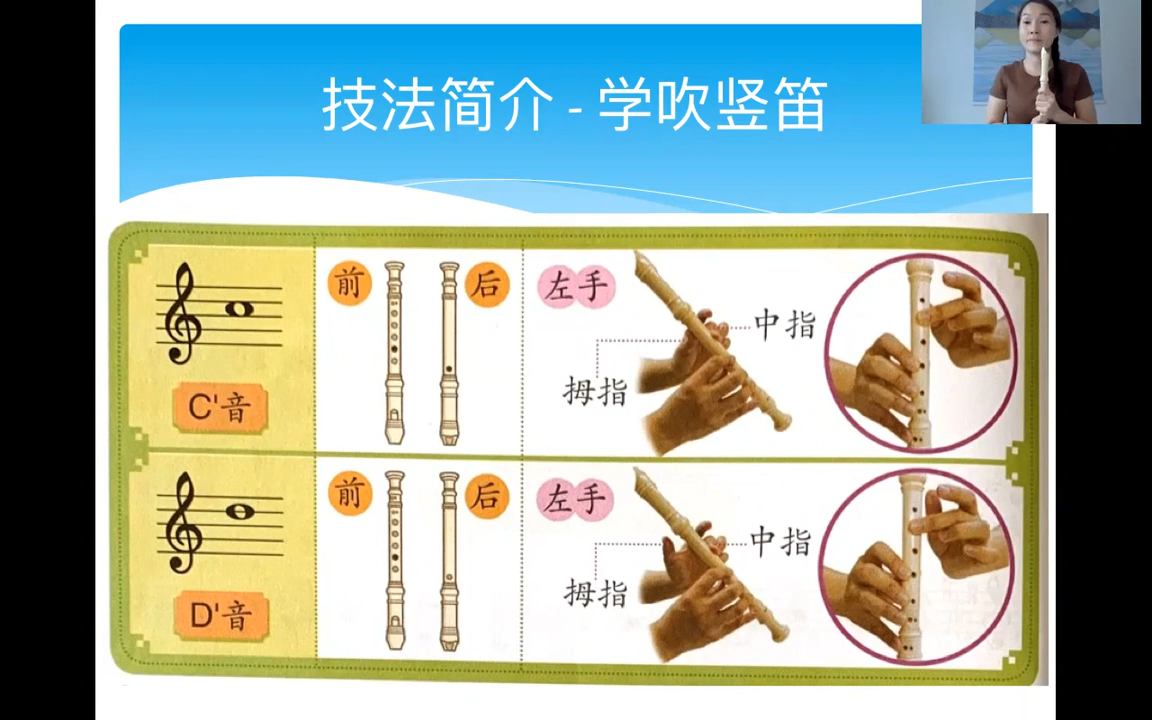 技法简介 - 学吹竖笛
前 后 左手
中指
拇指
C'音
前 后 左手
中指
拇指
D'音